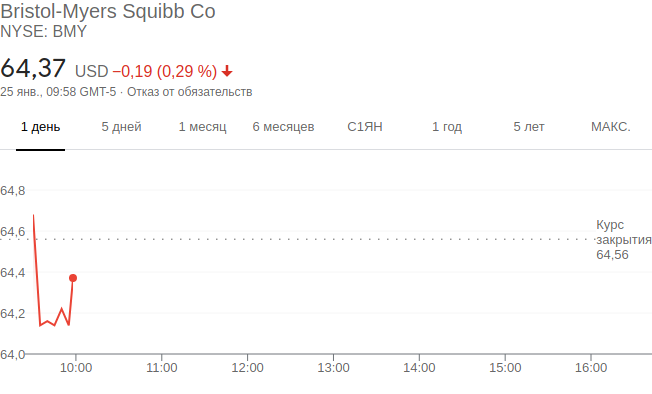 Bristol-Myers Squibb Co
NYSE: BMY
64,37 USD −0,19 (0,29 %)
25 янв., 09:58 GMT-5 · Отказ от обязательств
1 день 5 дней 1 месяц 6 месяцев С1ЯН 1 год 5 лет МАКС.
64,8
64,6
64,4
64,2
64,0
Курс
закрытия
64,56
10:00 11:00 12:00 13:00 14:00 15:00 16:00